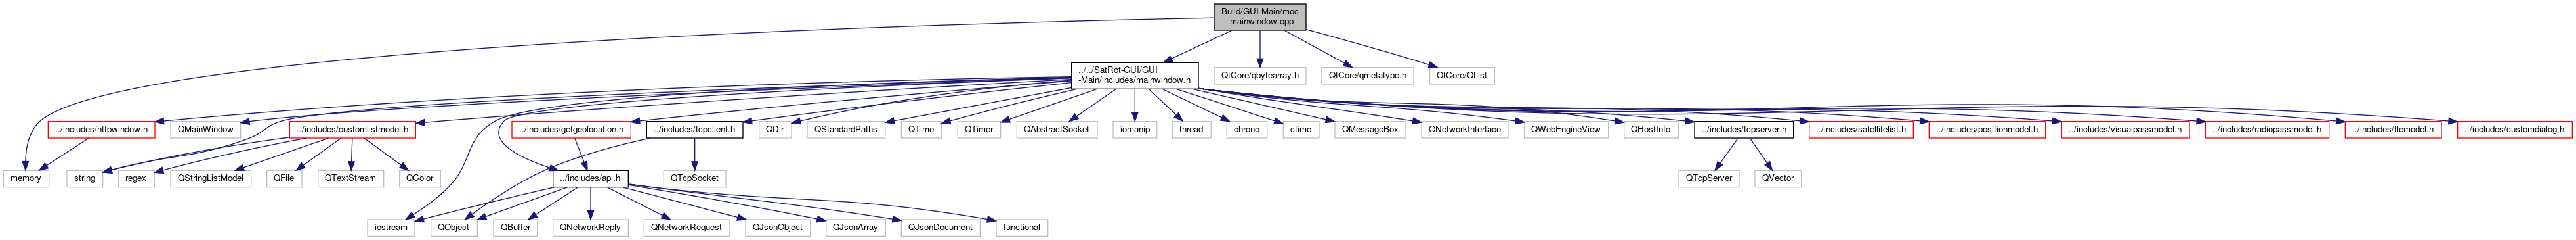 Build/GUI-Main/moc
_mainwindow.cpp
../../SatRot-GUI/GUI
-Main/includes/mainwindow.h
QtCore/qbytearray.h
QtCore/qmetatype.h
QtCore/QList
../includes/httpwindow.h
QMainWindow
../includes/customlistmodel.h
../includes/getgeolocation.h
../includes/tcpclient.h
QDir
QStandardPaths
QTime
QTimer
QAbstractSocket
iomanip
thread
chrono
ctime
QMessageBox
QNetworkInterface
QWebEngineView
QHostInfo
../includes/tcpserver.h
../includes/satellitelist.h
../includes/positionmodel.h
../includes/visualpassmodel.h
../includes/radiopassmodel.h
../includes/tlemodel.h
../includes/customdialog.h
memory
string
regex
QStringListModel
QFile
QTextStream
QColor
../includes/api.h
QTcpSocket
QTcpServer
QVector
iostream
QObject
QBuffer
QNetworkReply
QNetworkRequest
QJsonObject
QJsonArray
QJsonDocument
functional